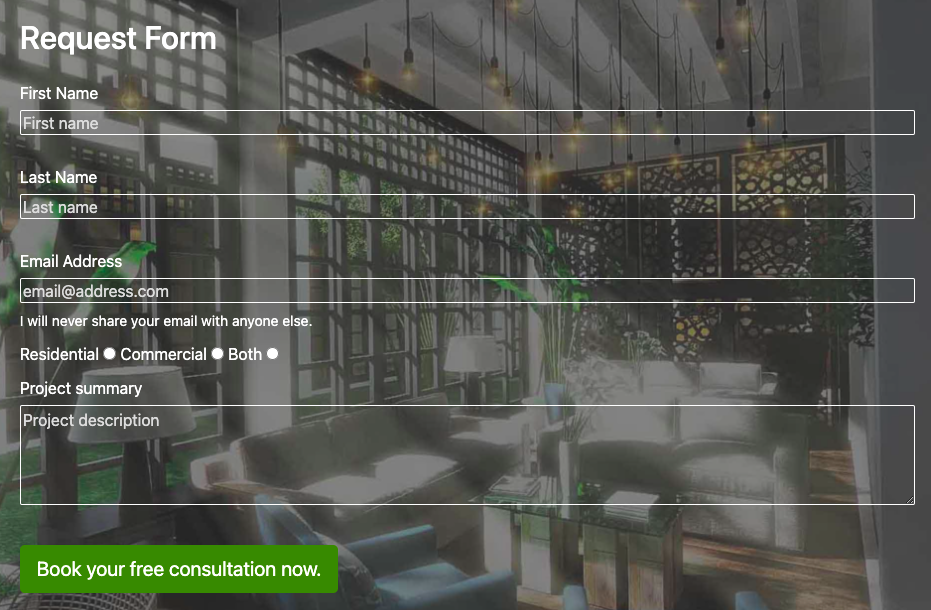 Request Form
First Name
First name
Last Name
Last name
Email Address
email@address.com
I will never share your email with anyone else.
Residential Commercial Both
Project summary
Project description
Book your free consultation now.